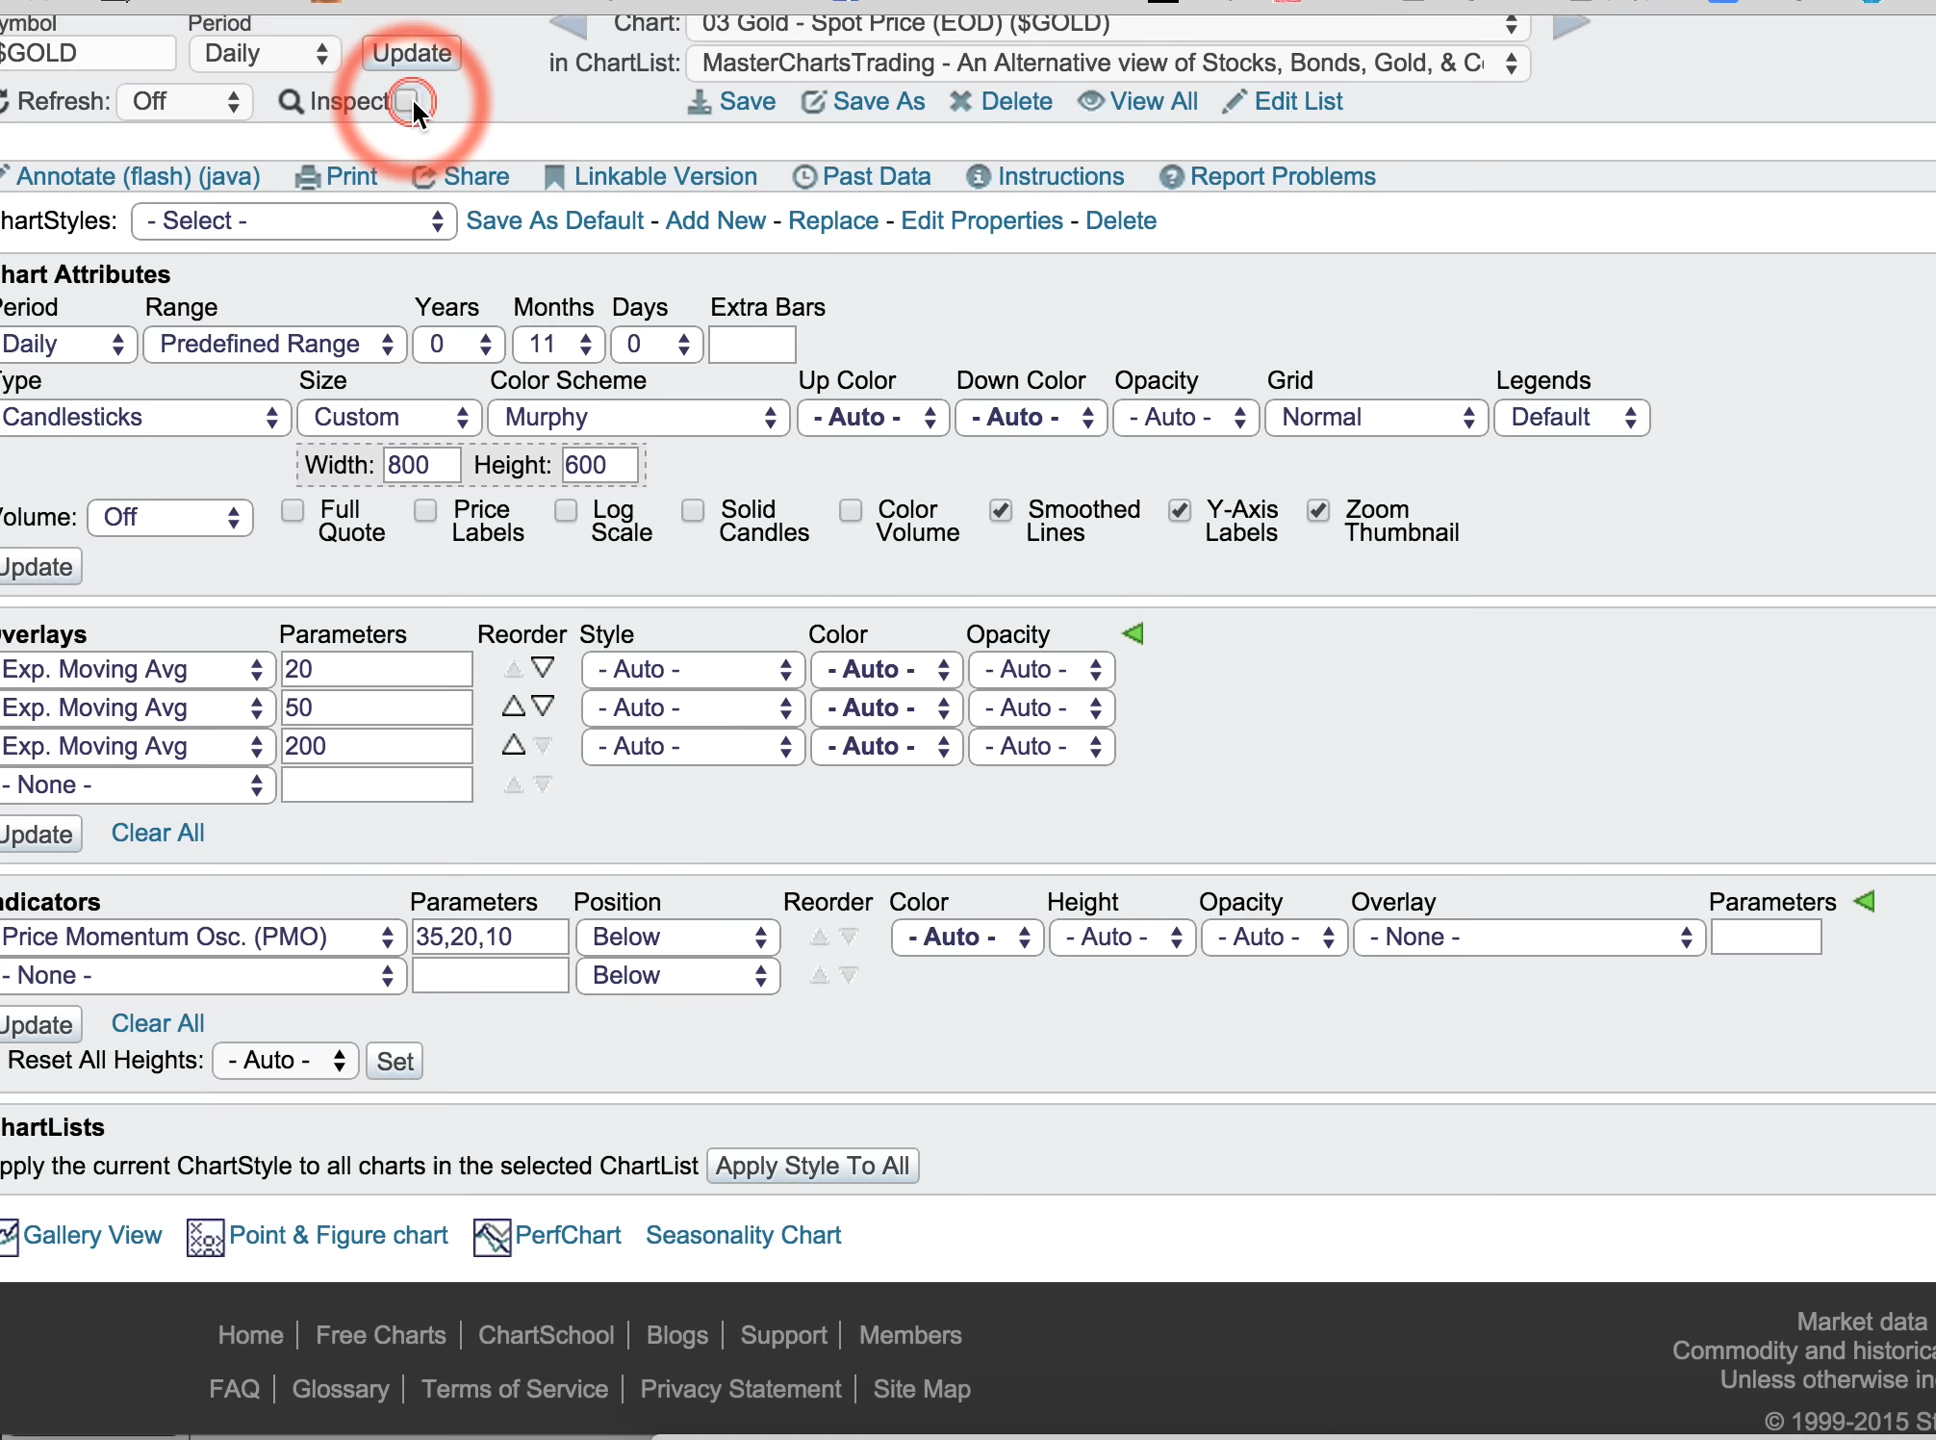 ymbol Period
$GOLD Daily Update Chart: 03 Gold - Spot Price (EOD) ($GOLD)
in ChartList: MasterChartsTrading - An Alternative view of Stocks, Bonds, Gold, & C
Refresh: Off Inspect Save Save As Delete View All Edit List
Annotate (flash) (java) Print Share Linkable Version Past Data Instructions Report Problems
hartStyles: - Select - Save As Default - Add New - Replace - Edit Properties - Delete
hart Attributes
Period Range Years Months Days Extra Bars
Daily Predefined Range 0 11 0
ype Size Color Scheme Up Color Down Color Opacity Grid Legends
Candlesticks Custom Murphy - Auto - - Auto - - Auto - Normal Default
Width: 800 Height: 600
olume: Off Full Quote Price Labels Log Scale Solid Candles Color Volume Smoothed Lines Y-Axis Labels Zoom Thumbnail
Update
verlays Parameters Reorder Style Color Opacity
Exp. Moving Avg 20 - Auto - - Auto - - Auto -
Exp. Moving Avg 50 - Auto - - Auto - - Auto -
Exp. Moving Avg 200 - Auto - - Auto - - Auto -
- None -
Update Clear All
ndicators Parameters Position Reorder Color Height Opacity Overlay Parameters
Price Momentum Osc. (PMO) 35,20,10 Below - Auto - - Auto - - Auto - - None -
- None - Below
Update Clear All
Reset All Heights: - Auto - Set
hartLists
pply the current ChartStyle to all charts in the selected ChartList Apply Style To All
Gallery View Point & Figure chart PerfChart Seasonality Chart
Home Free Charts ChartSchool Blogs Support Members
FAQ Glossary Terms of Service Privacy Statement Site Map
Market data
Commodity and historica
Unless otherwise in
© 1999-2015 St